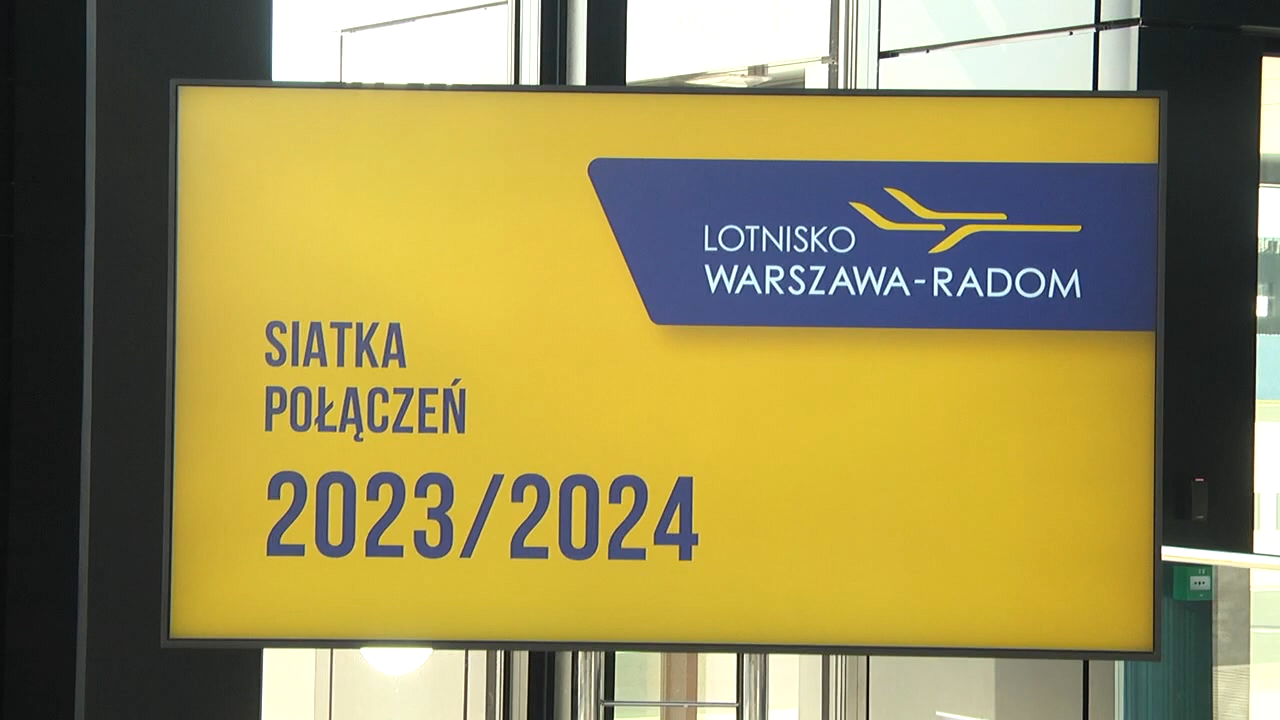 LOTNISKO
WARSZAWA-RADOM
SIATKA
POŁĄCZEŃ
2023/2024